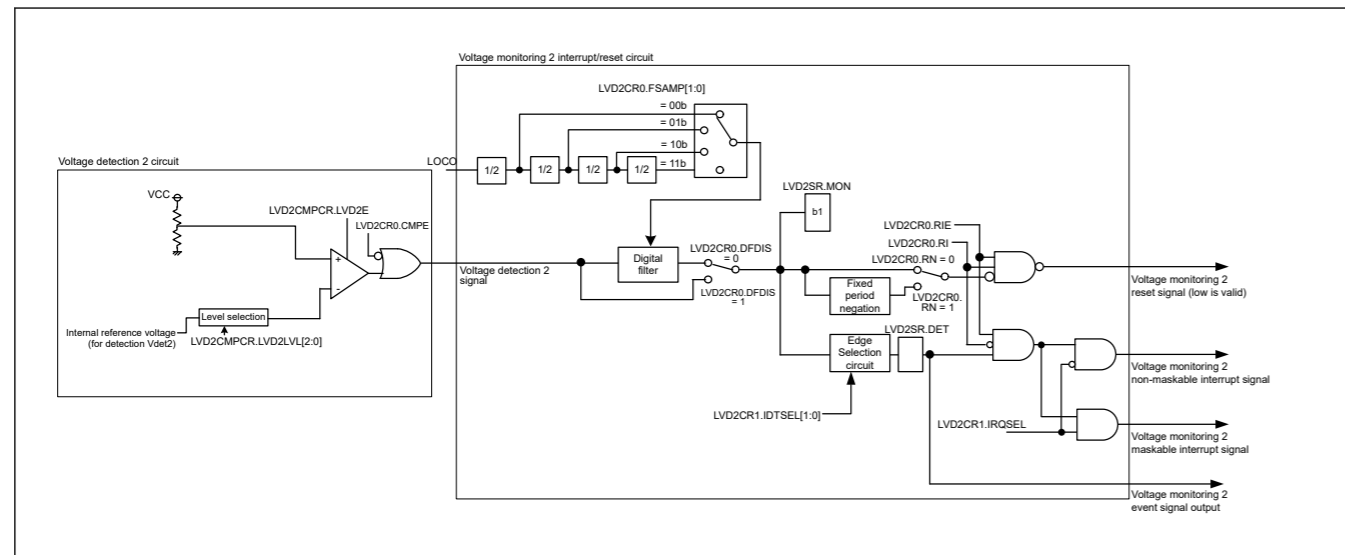 Voltage monitoring 2 interrupt/reset circuit
LVD2CR0.FSAMP[1:0]
= 00b
= 01b
= 10b
= 11b
LOCO
1/2
1/2
1/2
1/2
Voltage detection 2 circuit
VCC
LVD2CMPCR.LVD2E
LVD2CR0.CMPE
+
-
Level selection
Internal reference voltage
(for detection Vdet2)
LVD2CMPCR.LVD2LVL[2:0]
Voltage detection 2
signal
Digital
filter
LVD2CR0.DFDIS
= 0
LVD2CR0.DFDIS
= 1
LVD2SR.MON
b1
LVD2CR0.RIE
LVD2CR0.RI
LVD2CR0.RN = 0
Fixed
period
negation
LVD2CR0.
RN = 1
Edge
Selection
circuit
LVD2SR.DET
LVD2CR1.IDTSEL[1:0]
LVD2CR1.IRQSEL
Voltage monitoring 2
reset signal (low is valid)
Voltage monitoring 2
non-maskable interrupt signal
Voltage monitoring 2
maskable interrupt signal
Voltage monitoring 2
event signal output